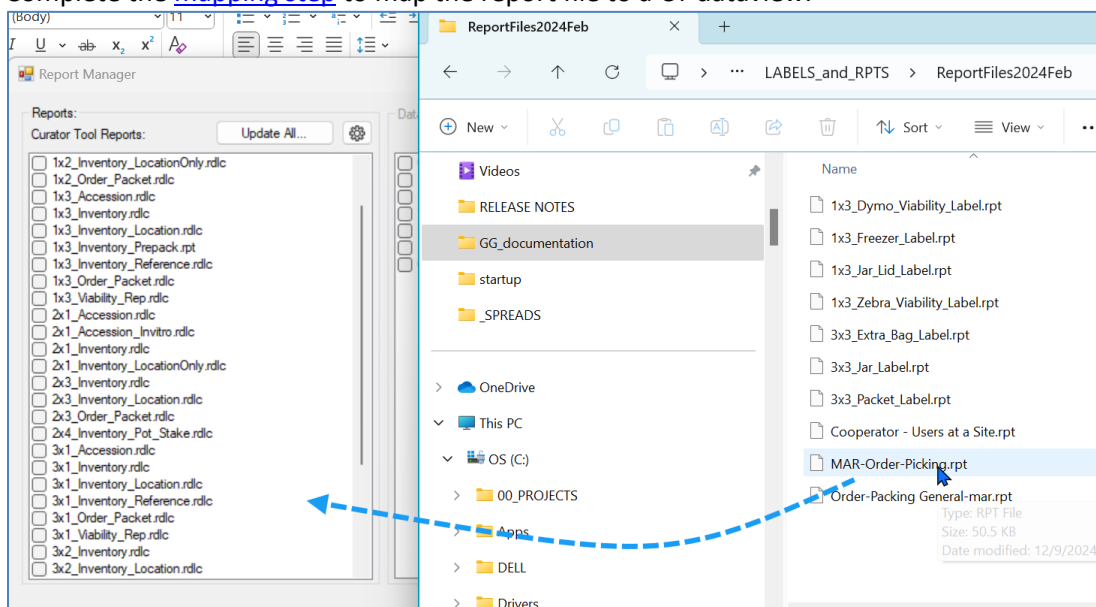 Complete the mapping step to map the report file to a CT dataview.
(Body)
11
I U ab x2 x2 A
Report Manager
Reports:
Curator Tool Reports:
Update All...
1x2_Inventory_LocationOnly.rdlc
1x2_Order_Packet.rdlc
1x3_Accession.rdlc
1x3_Inventory.rdlc
1x3_Inventory_Location.rdlc
1x3_Inventory_Prepack.rpt
1x3_Inventory_Reference.rdlc
1x3_Order_Packet.rdlc
1x3_Viability_Rep.rdlc
2x1_Accession.rdlc
2x1_Accession_Invitro.rdlc
2x1_Inventory.rdlc
2x1_Inventory_LocationOnly.rdlc
2x3_Inventory.rdlc
2x3_Inventory_Location.rdlc
2x3_Order_Packet.rdlc
2x4_Inventory_Pot_Stake.rdlc
3x1_Accession.rdlc
3x1_Inventory.rdlc
3x1_Inventory_Location.rdlc
3x1_Inventory_Reference.rdlc
3x1_Order_Packet.rdlc
3x1_Viability_Rep.rdlc
3x2_Inventory.rdlc
3x2_Inventory_Location.rdlc
Dat
ReportFiles2024Feb
LABELS_and_RPTS > ReportFiles2024Feb
New
Sort
View
Videos
RELEASE NOTES
GG_documentation
startup
_SPREADS
OneDrive
This PC
OS (C:)
00_PROJECTS
Apps
DELL
Drivers
Name
1x3_Dymo_Viability_Label.rpt
1x3_Freezer_Label.rpt
1x3_Jar_Lid_Label.rpt
1x3_Zebra_Viability_Label.rpt
3x3_Extra_Bag_Label.rpt
3x3_Jar_Label.rpt
3x3_Packet_Label.rpt
Cooperator - Users at a Site.rpt
MAR-Order-Picking.rpt
Order-Packing General-mar.rpt
Type: RPT File
Size: 50.5 KB
Date modified: 12/9/2024